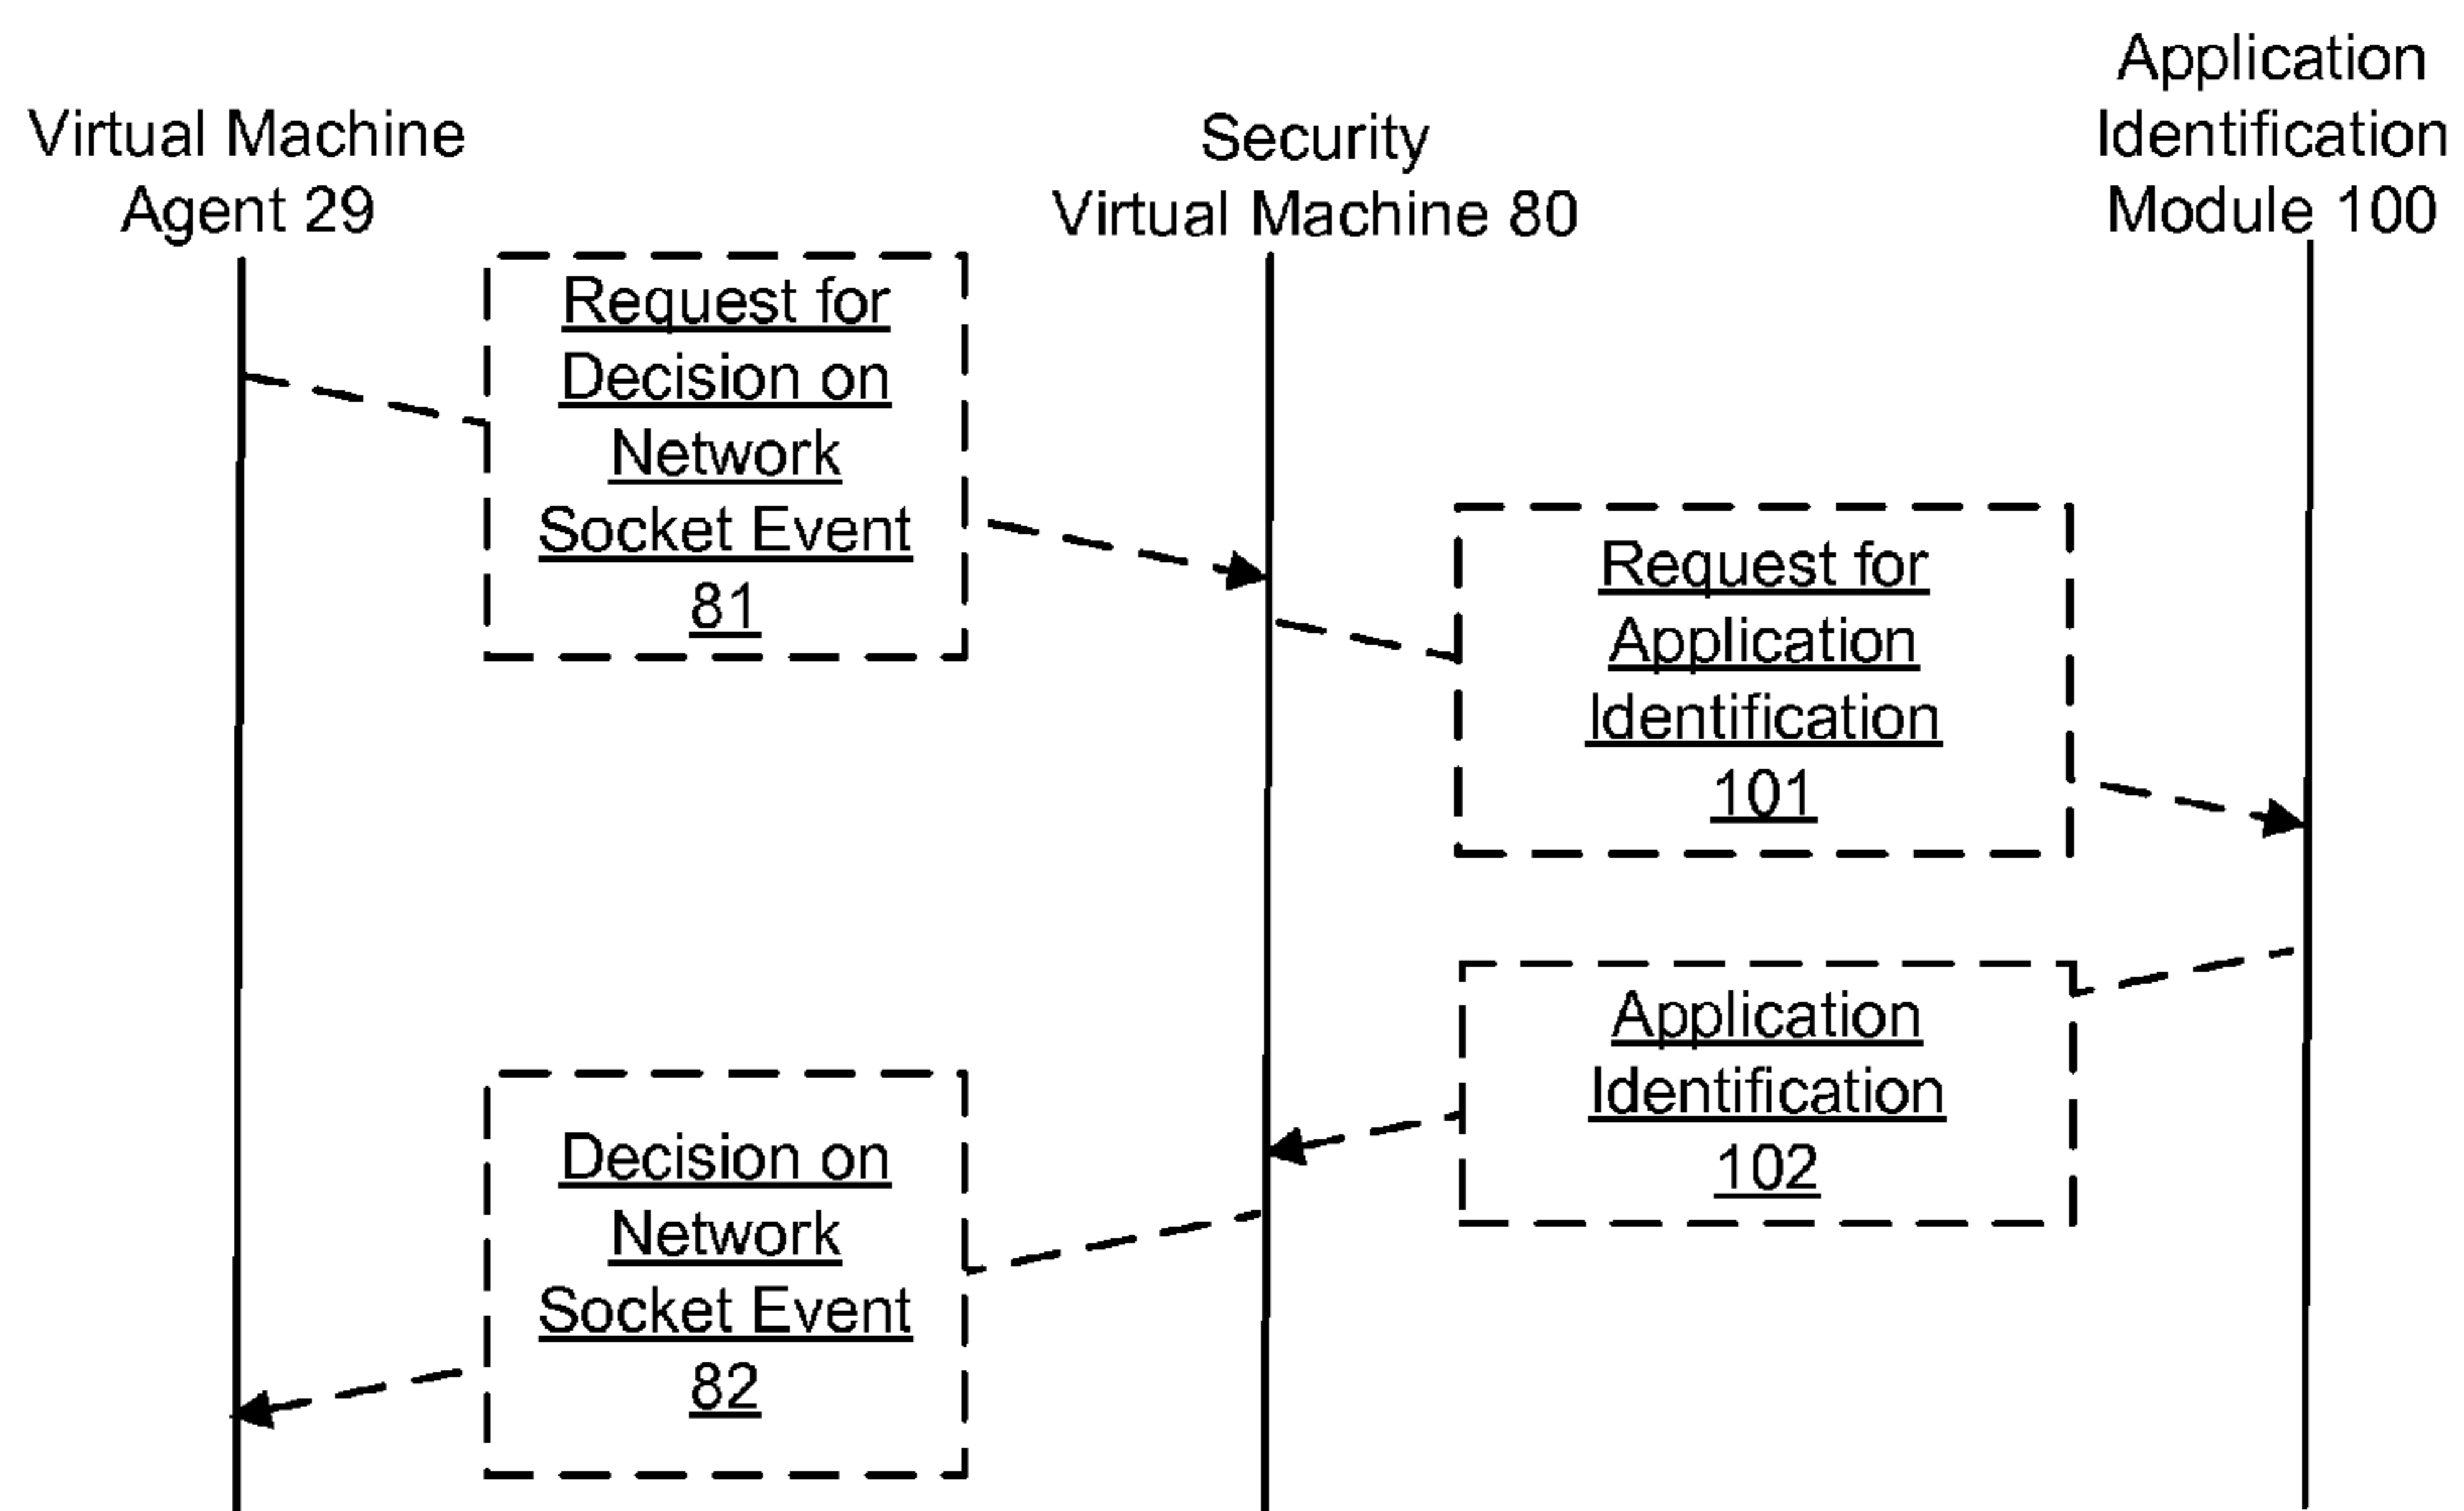 Virtual Machine
Agent 29
Security
Virtual Machine 80
Application
Identification
Module 100
Request for
Decision on
Network
Socket Event
81
Request for
Application
Identification
101
Application
Identification
102
Decision on
Network
Socket Event
82